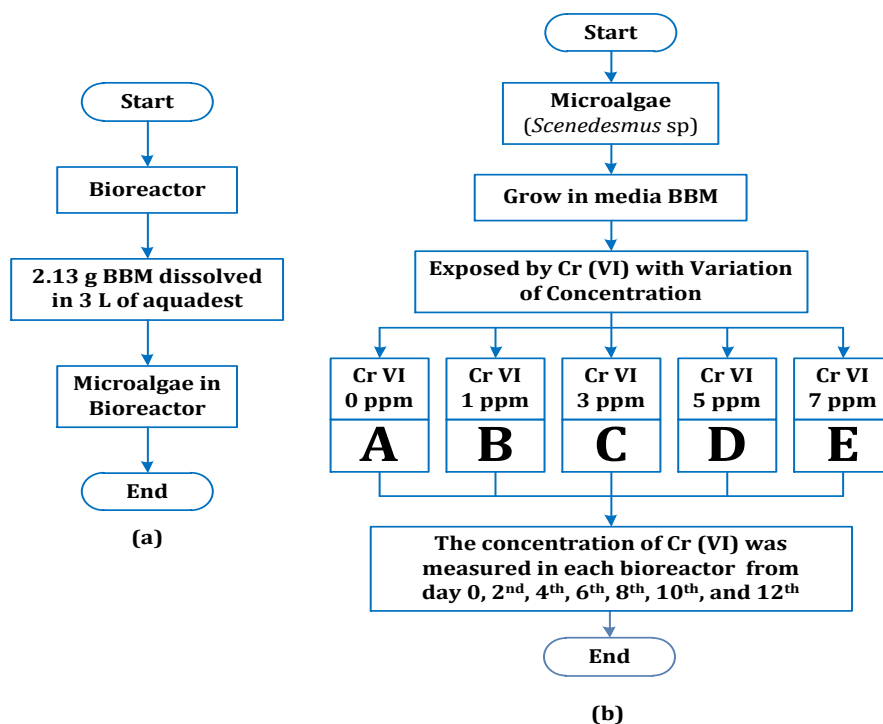 Start
Bioreactor
2.13 g BBM dissolved
in 3 L of aquadest
Microalgae in
Bioreactor
End
(a)
Start
Microalgae
(Scenedesmus sp)
Grow in media BBM
Exposed by Cr (VI) with Variation
of Concentration
Cr VI
0 ppm
A
Cr VI
1 ppm
B
Cr VI
3 ppm
C
Cr VI
5 ppm
D
Cr VI
7 ppm
E
The concentration of Cr (VI) was
measured in each bioreactor from
day 0, 2nd, 4th, 6th, 8th, 10th, and 12th
End
(b)